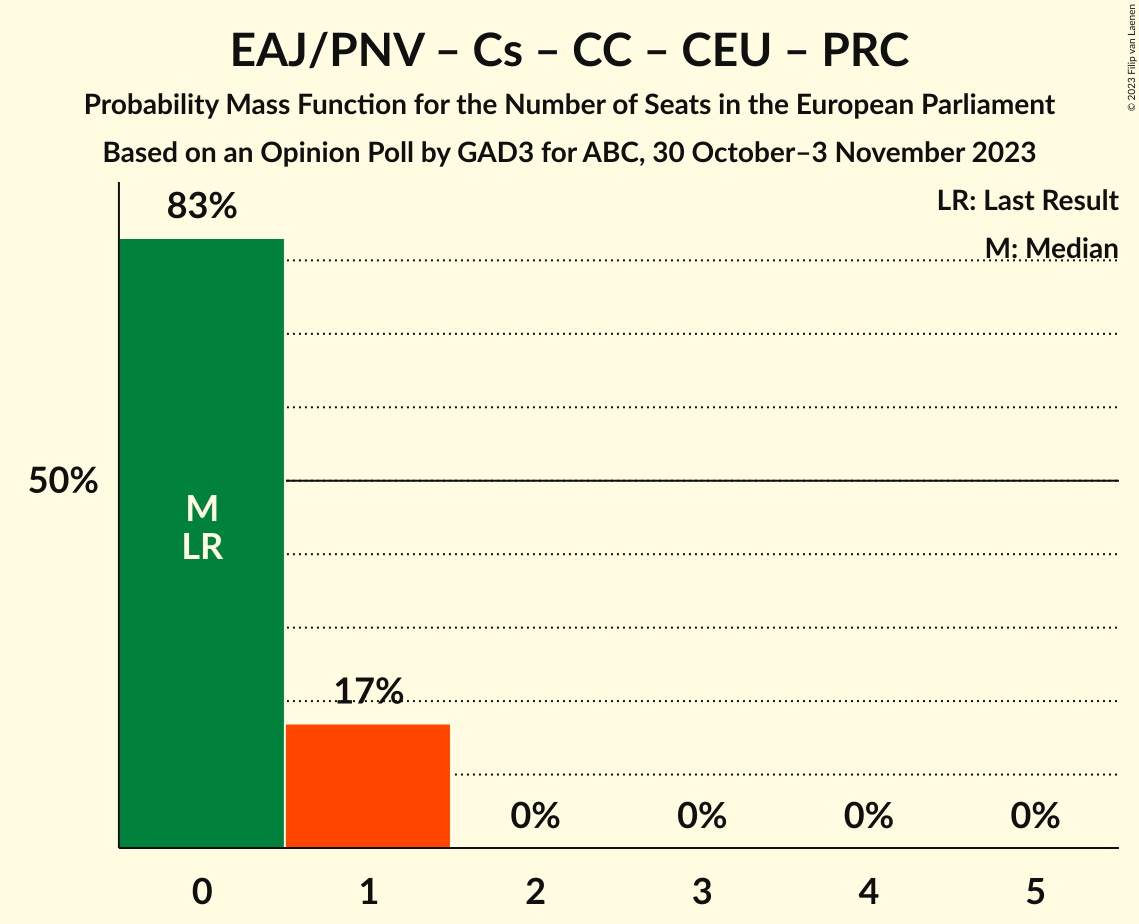 EAJ/PNV – Cs – CC – CEU – PRC
Probability Mass Function for the Number of Seats in the European Parliament
Based on an Opinion Poll by GAD3 for ABC, 30 October–3 November 2023
© 2023 Filip van Laenen
LR: Last Result
M: Median
83%
50%
M
LR
17%
0% 0% 0% 0%
0 1 2 3 4 5